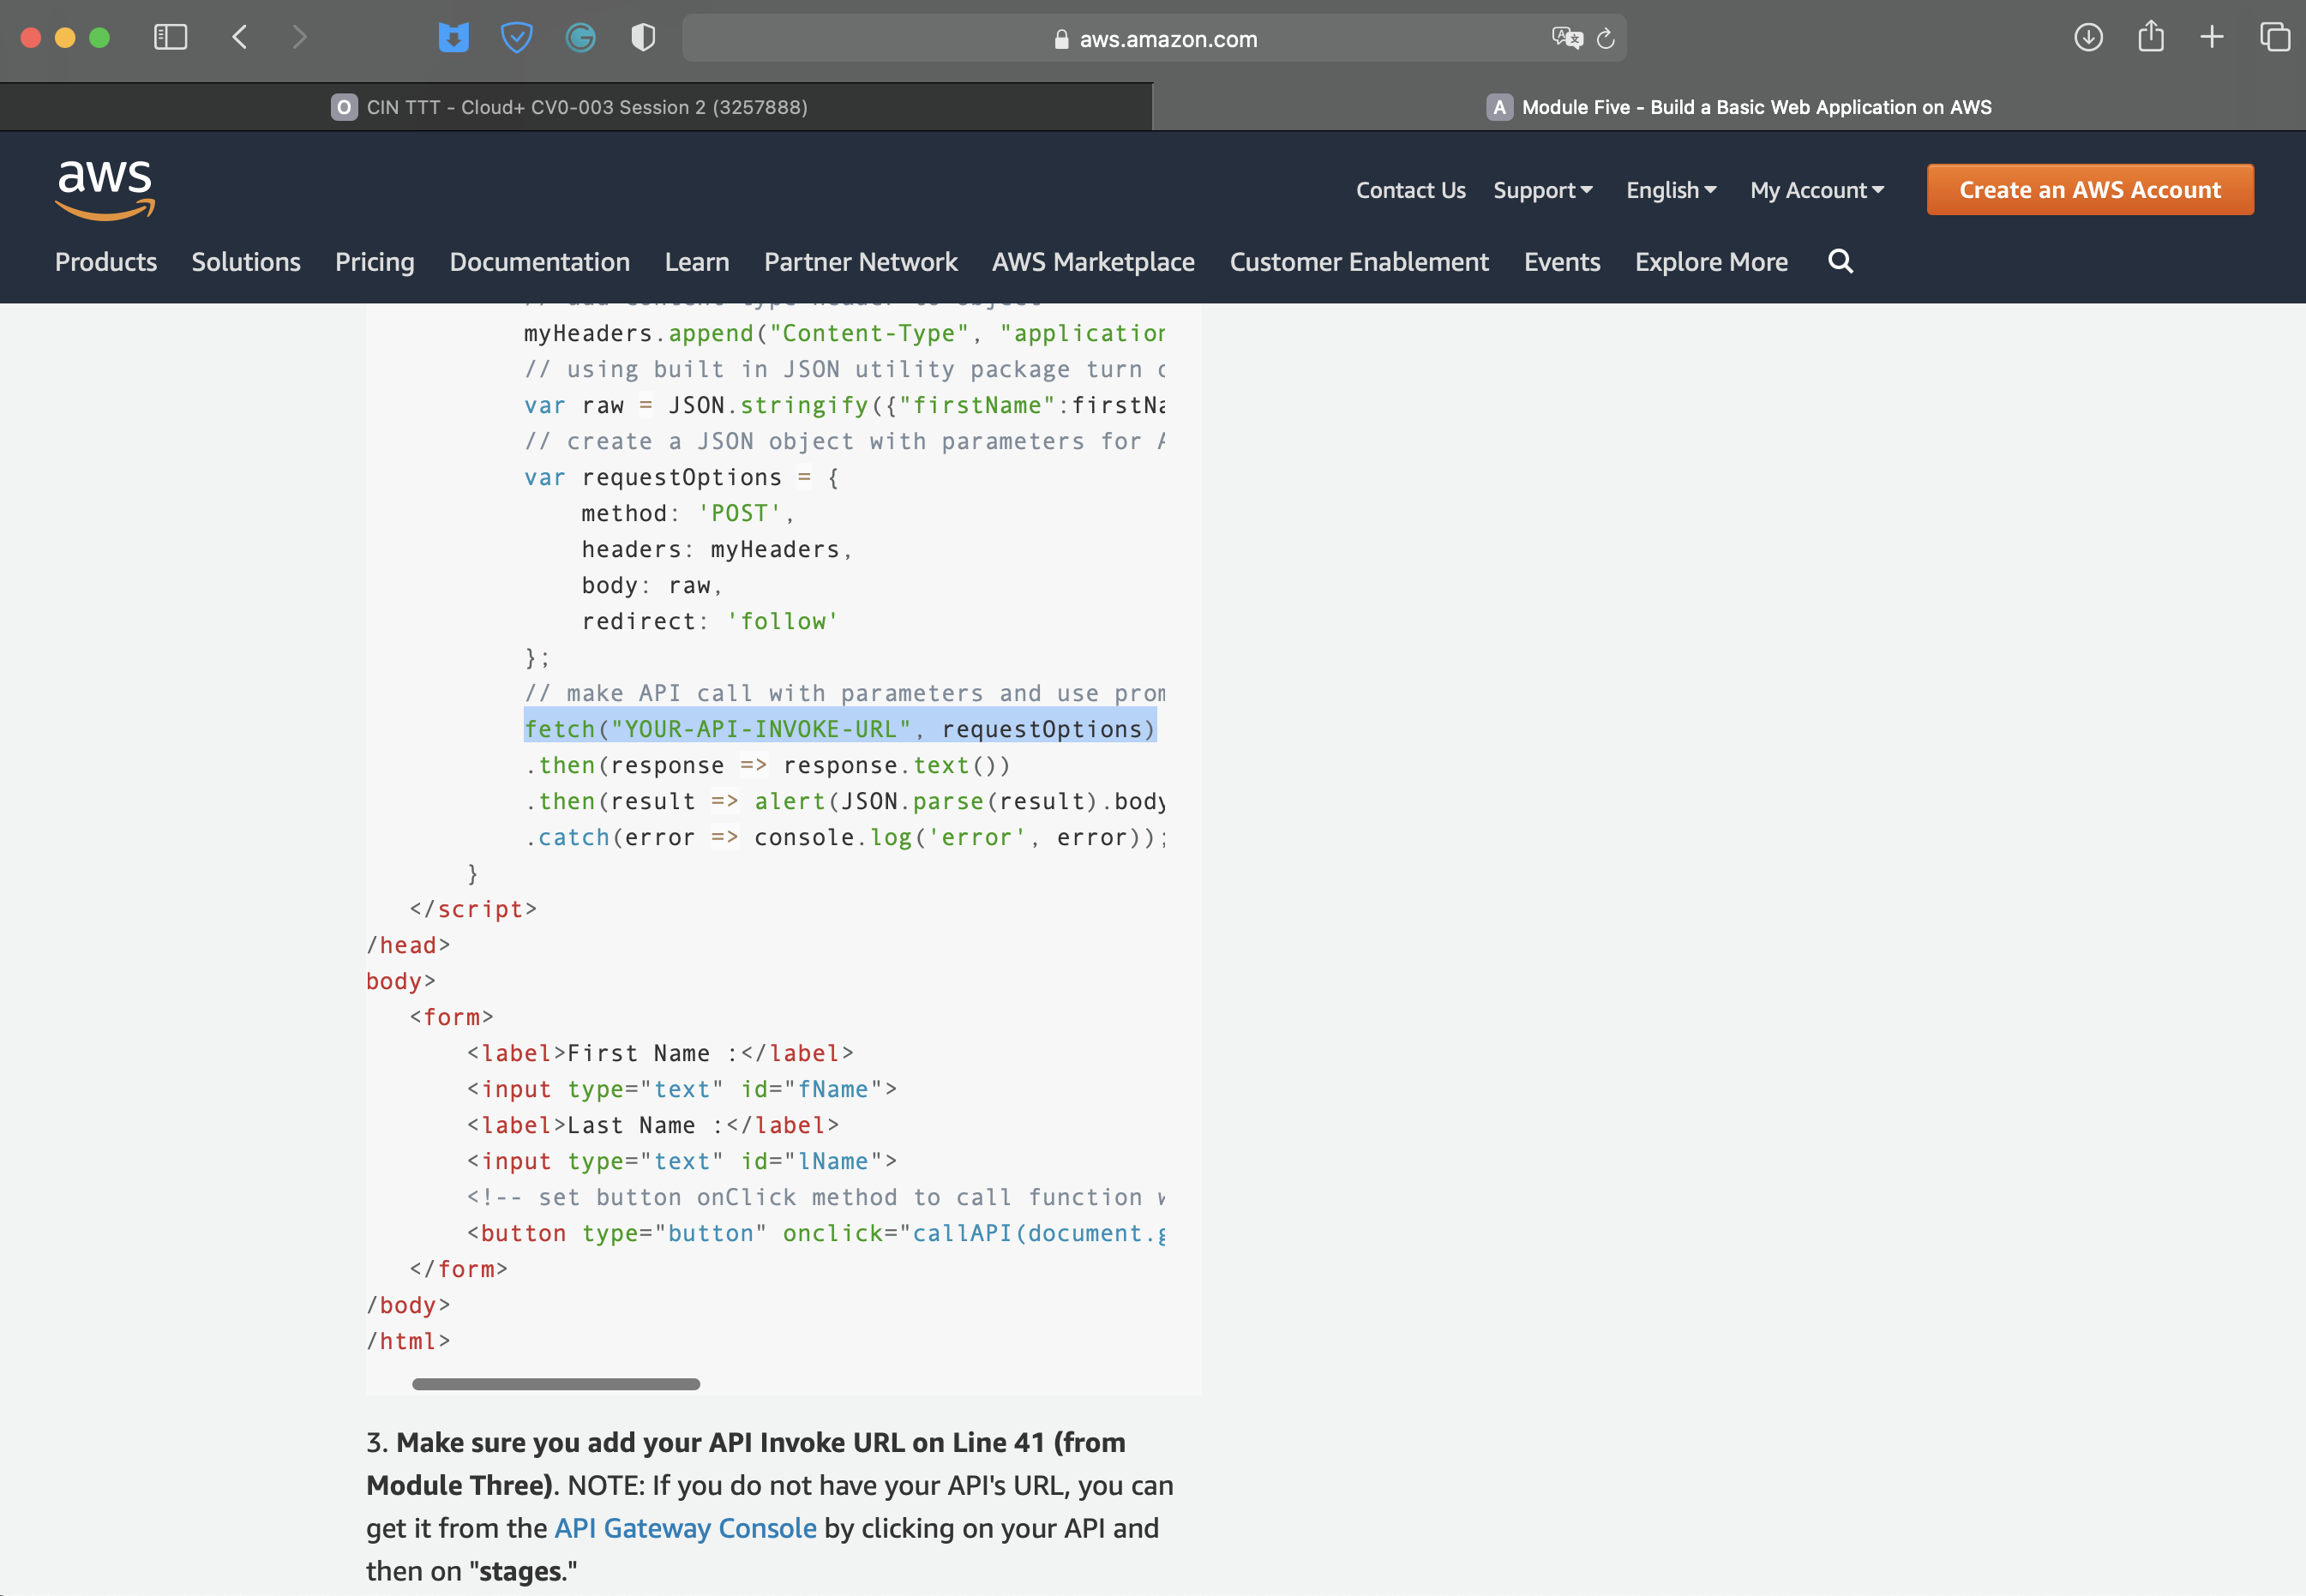 aws.amazon.com
O CIN TTT - Cloud+ CV0-003 Session 2 (3257888)
A Module Five - Build a Basic Web Application on AWS
aws
Contact Us Support English My Account Create an AWS Account
Products Solutions Pricing Documentation Learn Partner Network AWS Marketplace Customer Enablement Events Explore More
myHeaders.append("Content-Type", "application
// using built in JSON utility package turn
var raw = JSON.stringify({"firstName":firstNa
// create a JSON object with parameters for A
var requestOptions = {
method: 'POST',
headers: myHeaders,
body: raw,
redirect: 'follow'
};
// make API call with parameters and use prom
fetch("YOUR-API-INVOKE-URL", requestOptions)
.then(response => response.text())
.then(result => alert(JSON.parse(result).body
.catch(error => console.log('error', error));
}
</script>
/head>
body>
<form>
<label>First Name :</label>
<input type="text" id="fName">
<label>Last Name :</label>
<input type="text" id="lName">
<!-- set button onClick method to call function w
<button type="button" onclick="callAPI(document.g
</form>
/body>
/html>
3. Make sure you add your API Invoke URL on Line 41 (from
Module Three). NOTE: If you do not have your API's URL, you can
get it from the API Gateway Console by clicking on your API and
then on "stages."